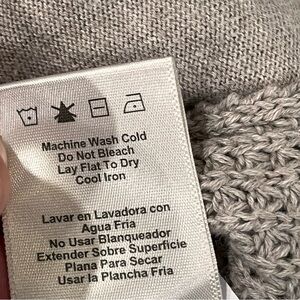 Machine Wash Cold
Do Not Bleach
Lay Flat To Dry
Cool Iron
Lavar en Lavadora con
Agua Fria
No Usar Blanqueador
Extender Sobre Superficie
Plana Para Secar
Usar la Plancha Fria